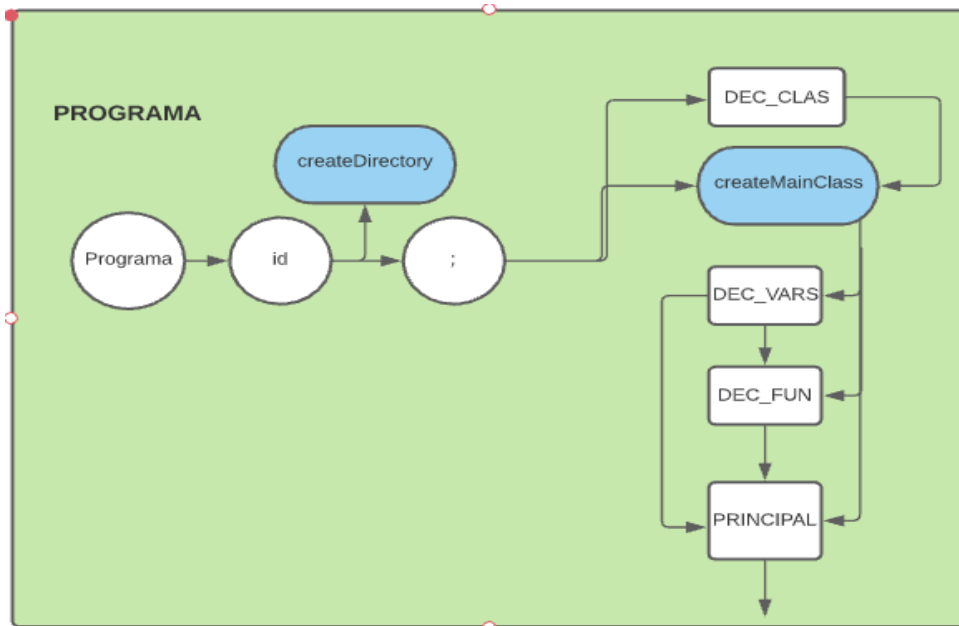 PROGRAMA
createDirectory
Programa
id
;
DEC_CLAS
createMainClass
DEC_VARS
DEC_FUN
PRINCIPAL